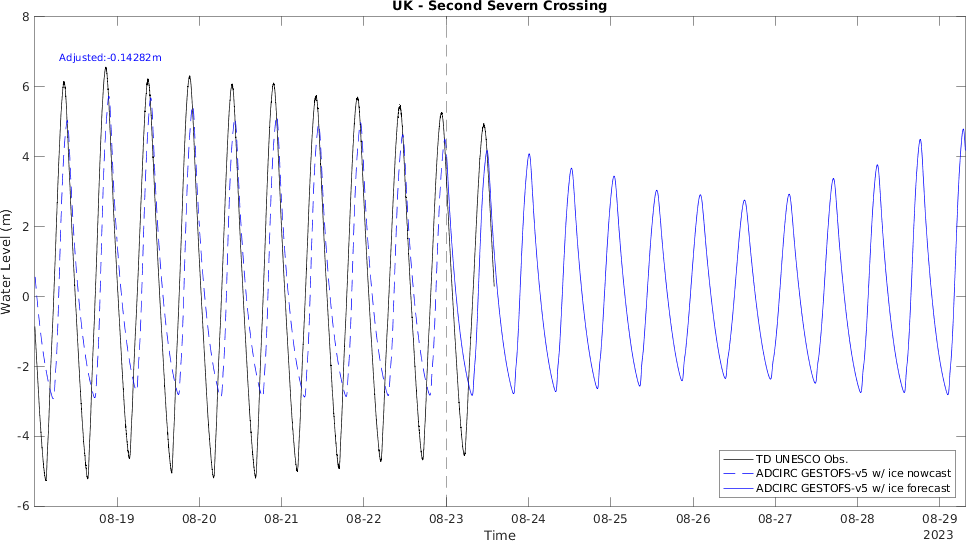 UK - Second Severn Crossing
8
Adjusted:-0.14282m
6
4
2
0
-2
-4
-6
Water Level (m)
TD UNESCO Obs.
ADCIRC GESTOFS-v5 w/ ice nowcast
ADCIRC GESTOFS-v5 w/ ice forecast
08-19 08-20 08-21 08-22 08-23 08-24 08-25 08-26 08-27 08-28 08-29
2023
Time